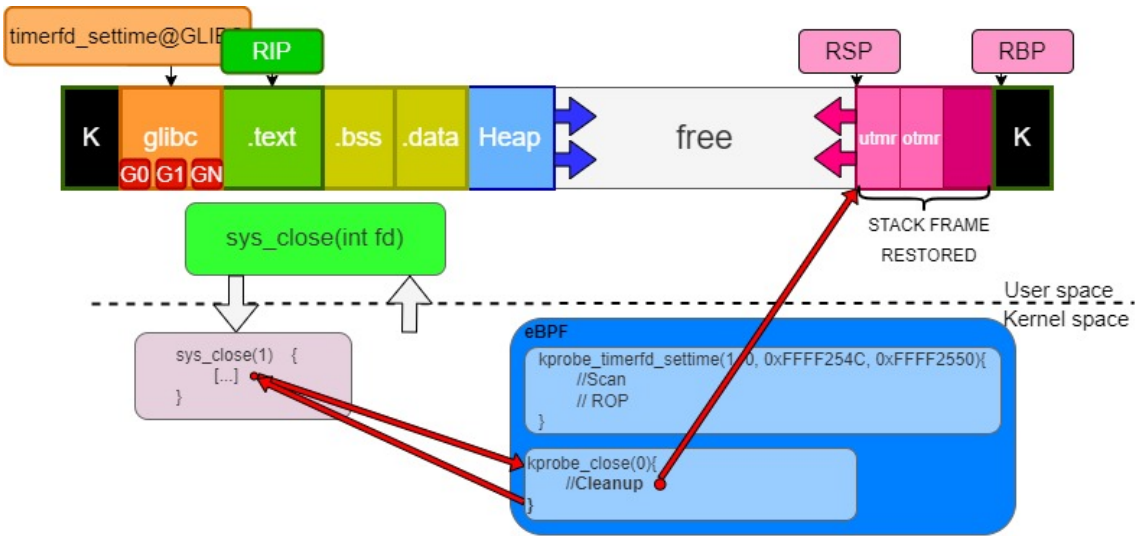 timerfd_settime@GLIBC
RIP
RSP
RBP
K
glibc
G0 G1 GN
.text
.bss
.data
Heap
free
utmr otmr
K
STACK FRAME
RESTORED
sys_close(int fd)
User space
Kernel space
sys_close(1) {
[...]
}
eBPF
kprobe_timerfd_settime(1, 0, 0xFFFF254C, 0xFFFF2550){
//Scan
// ROP
}
kprobe_close(0){
//Cleanup
}